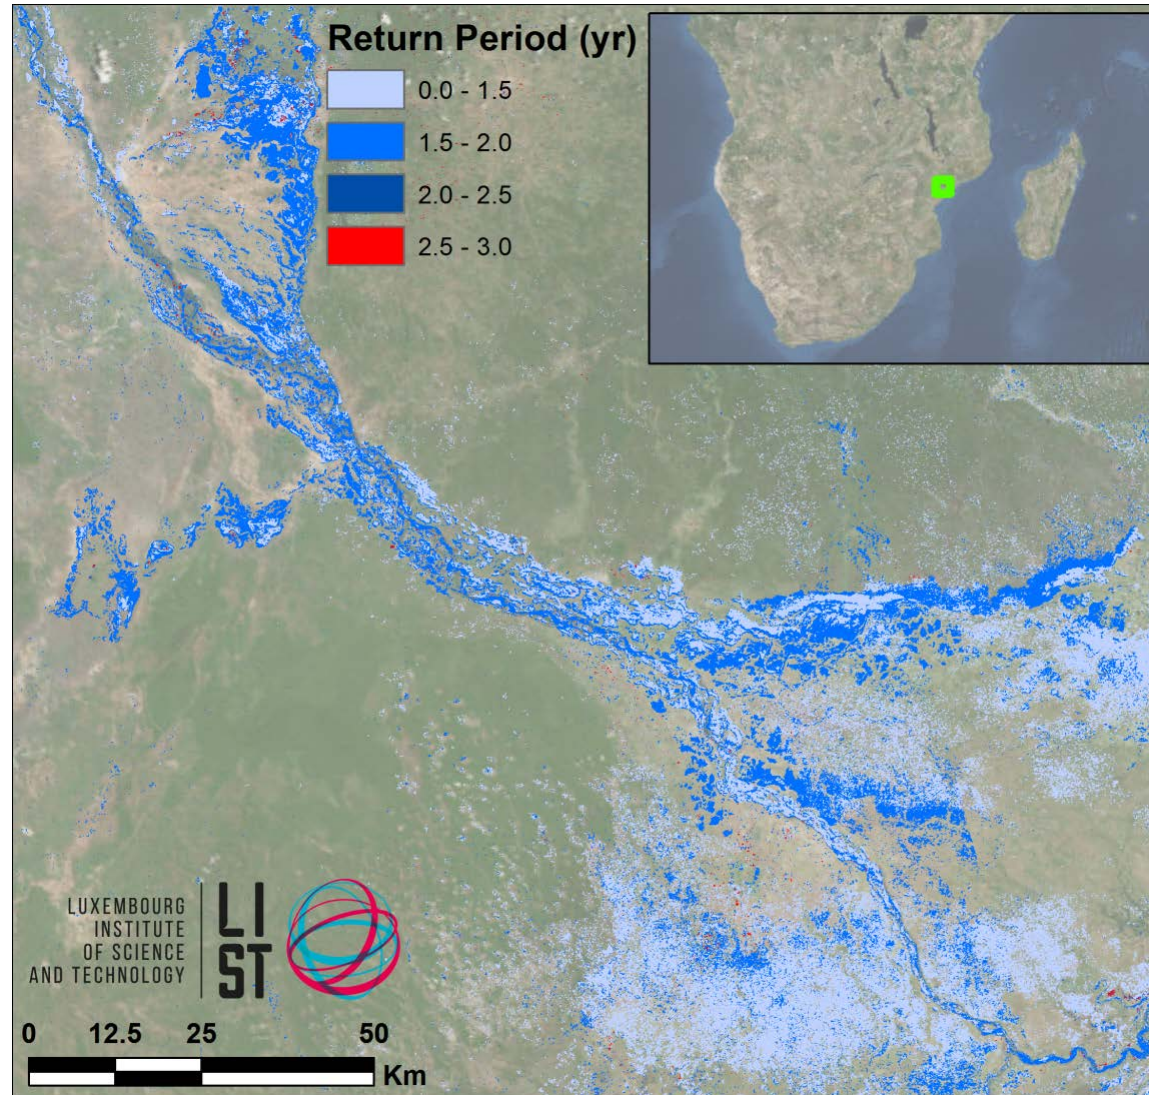 Return Period (yr)
0.0 - 1.5
1.5 - 2.0
2.0 - 2.5
2.5 - 3.0
LUXEMBOURG
INSTITUTE
OF SCIENCE
AND TECHNOLOGY
LI
ST
0 12.5 25 50
Km